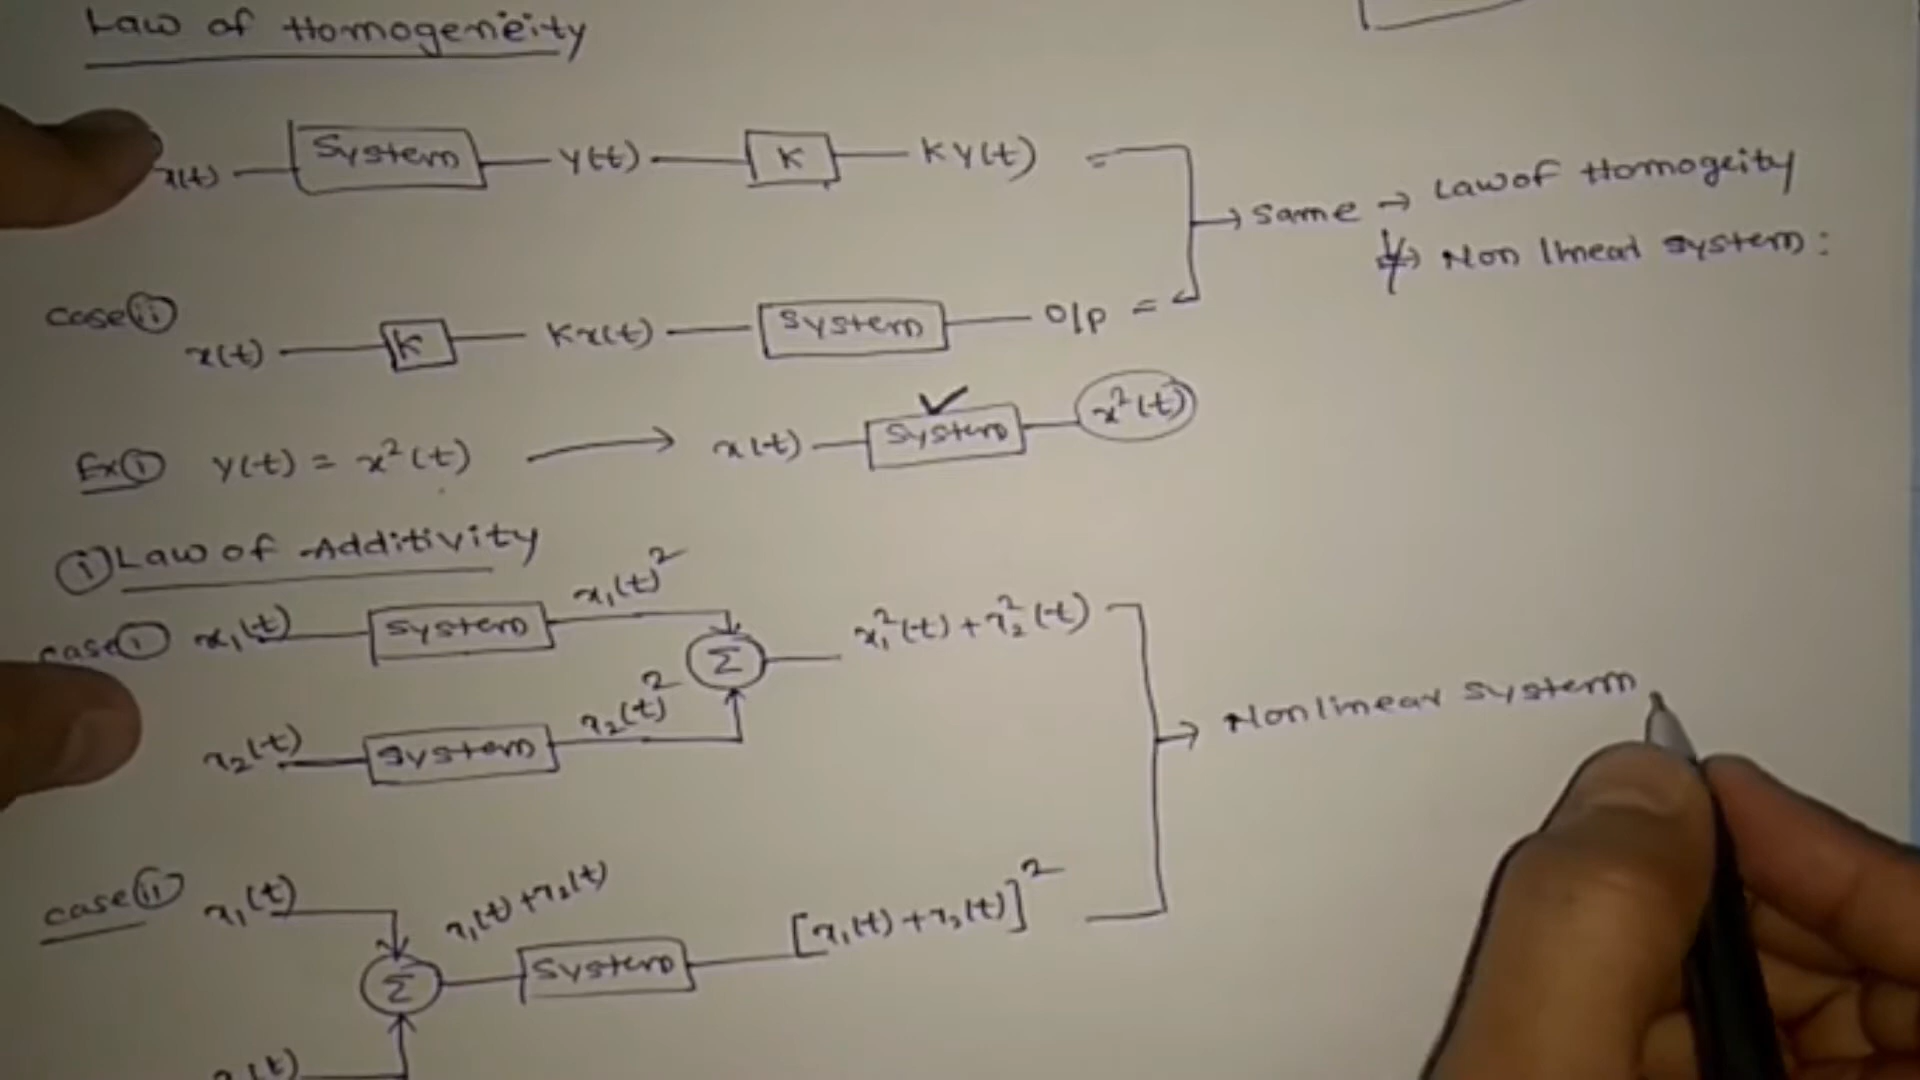 Law of Homogeneity
x(t) System y(t) K Ky(t) = Same → Law of Homogeity
↳ Non linear system:
case (ii) x(t) K Kx(t) System O/p =
Ex (1) y(t) = x²(t) → x(t) System ✓ x²(t)
(i) Law of Additivity
case (i) x₁(t) System x₁(t)² Σ x₁²(t) + x₂²(t)
x₂(t) System x₂(t)²
→ Nonlinear system
case (ii) x₁(t) Σ x₁(t) + x₂(t) System [x₁(t) + x₂(t)]²